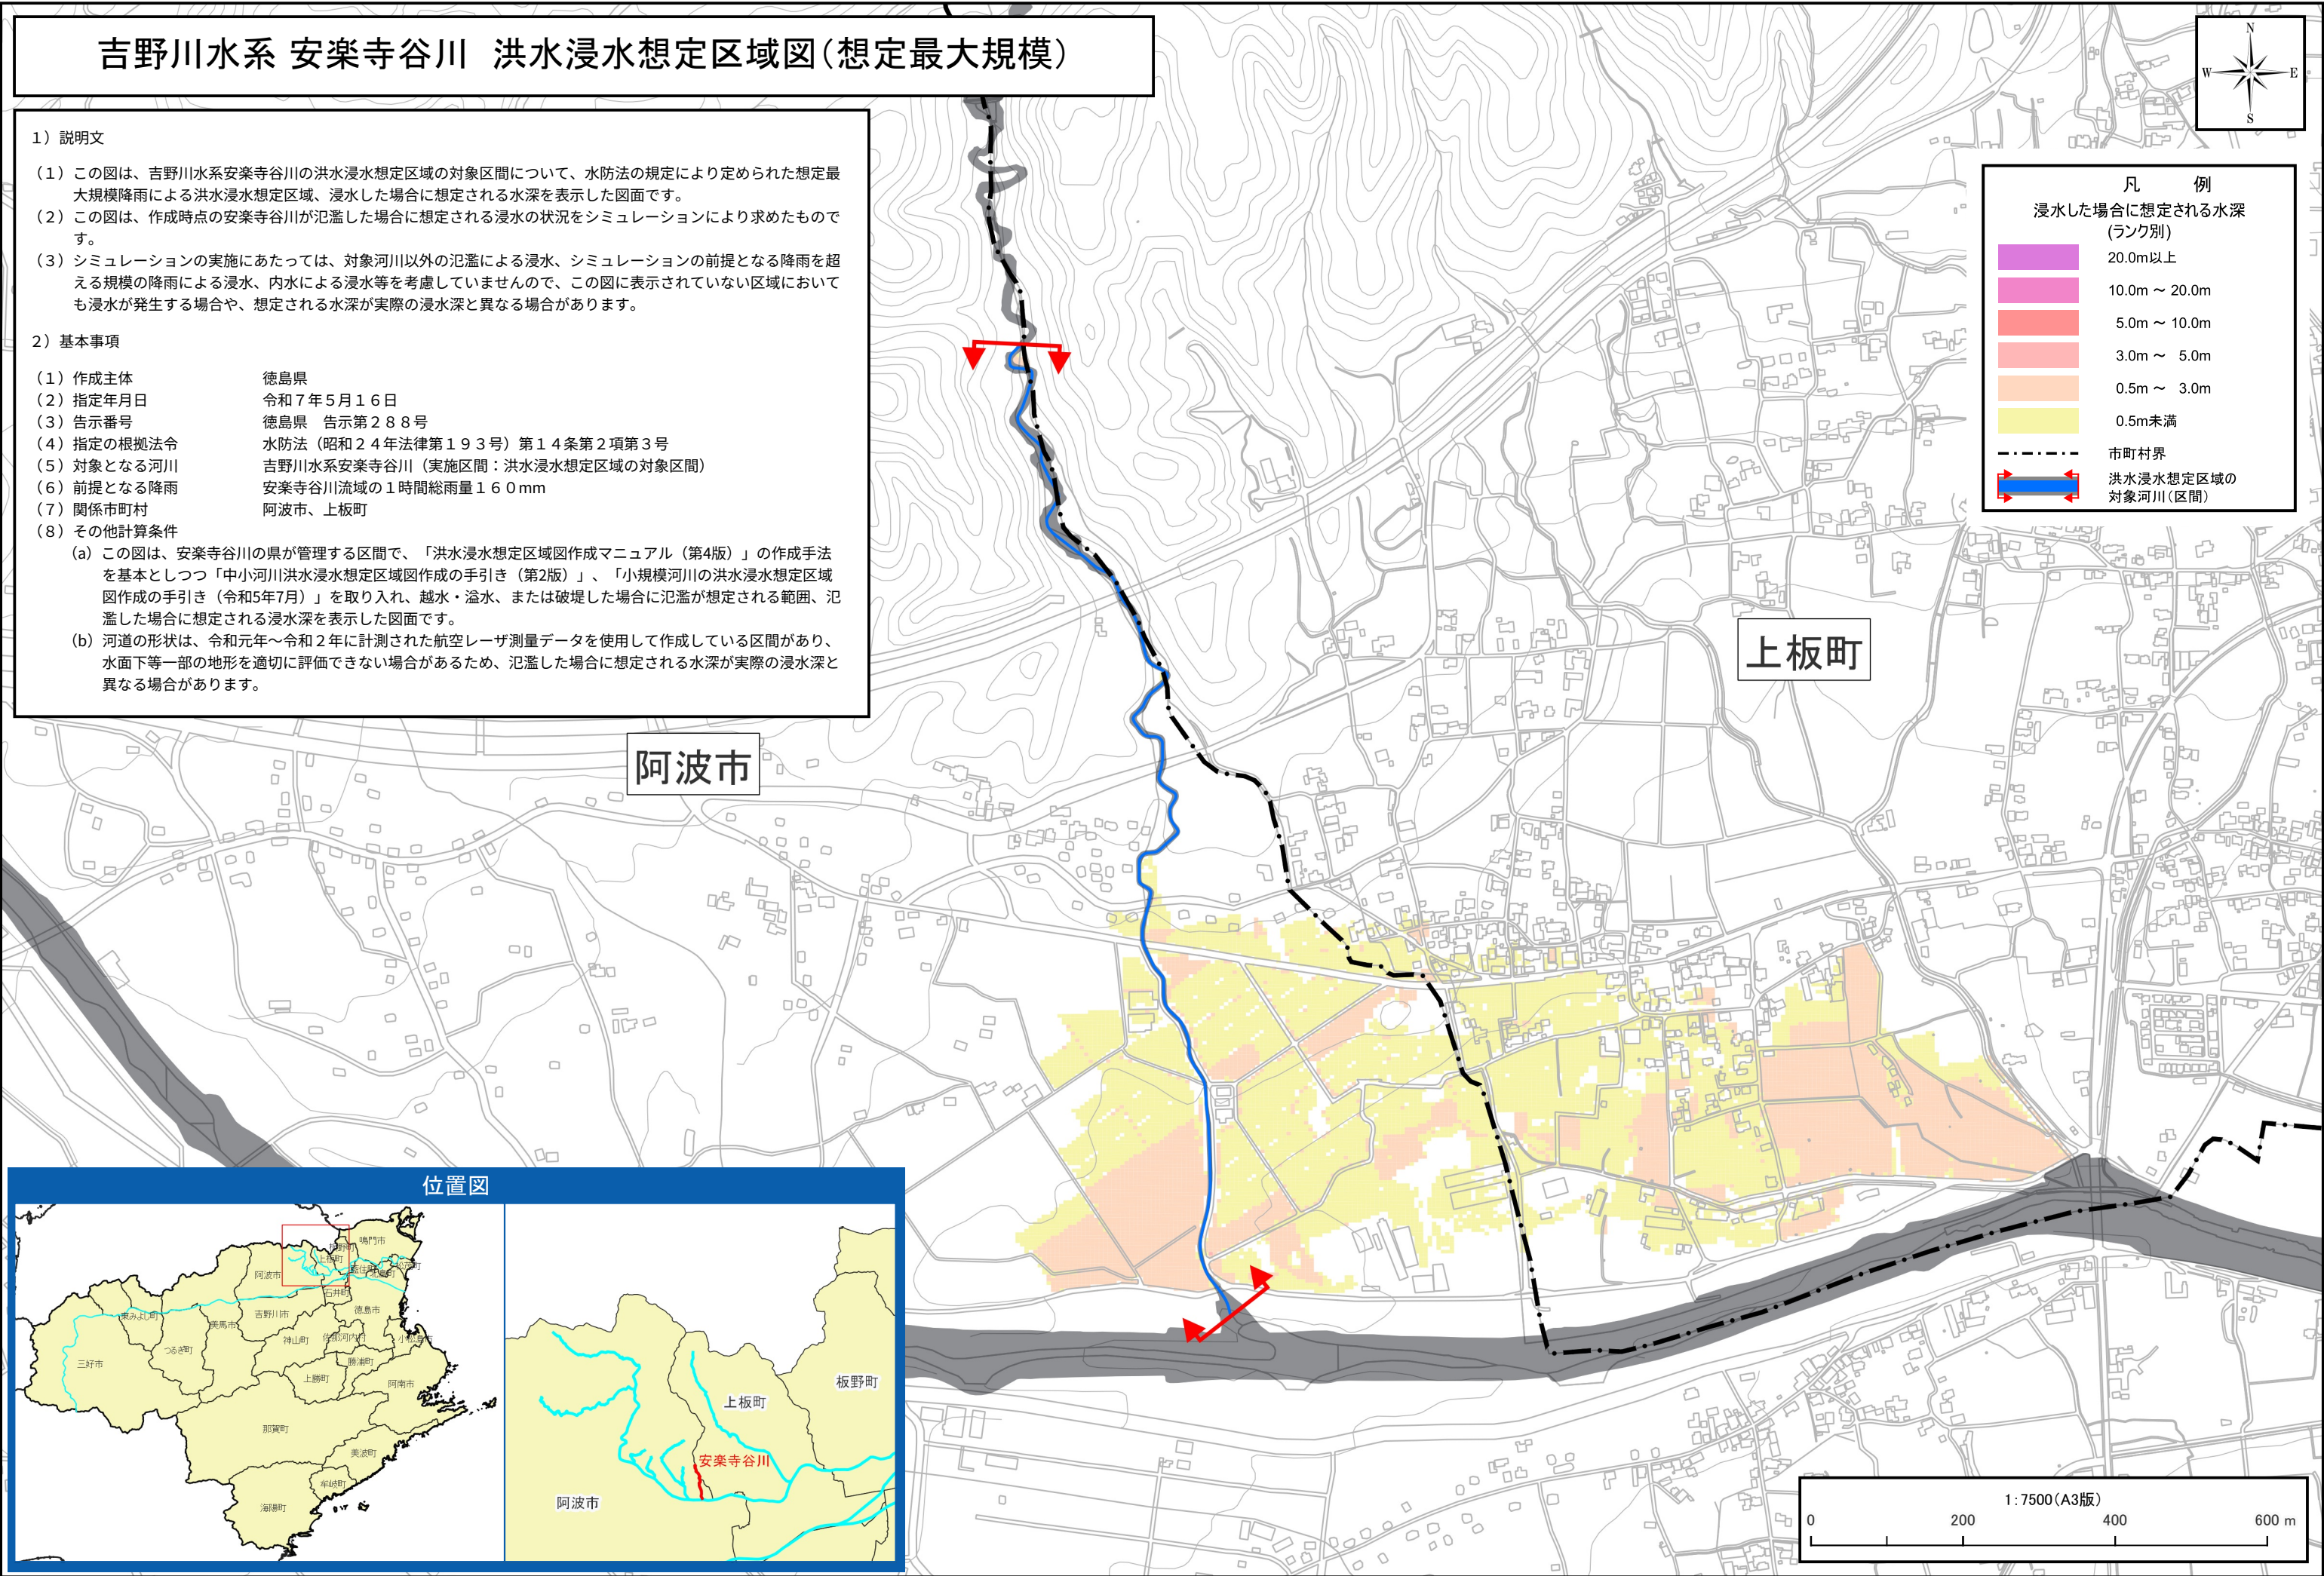 吉野川水系 安楽寺谷川 洪水浸水想定区域図（想定最大規模）
N
W
E
S
1）説明文
（1）この図は、吉野川水系安楽寺谷川の洪水浸水想定区域の対象区間について、水防法の規定により定められた想定最
大規模降雨による洪水浸水想定区域、浸水した場合に想定される水深を表示した図面です。
（2）この図は、作成時点の安楽寺谷川が氾濫した場合に想定される浸水の状況をシミュレーションにより求めたもので
す。
（3）シミュレーションの実施にあたっては、対象河川以外の氾濫による浸水、シミュレーションの前提となる降雨を超
える規模の降雨による浸水、内水による浸水等を考慮していませんので、この図に表示されていない区域において
も浸水が発生する場合や、想定される水深が実際の浸水深と異なる場合があります。
2）基本事項
（1）作成主体 徳島県
（2）指定年月日 令和７年５月１６日
（3）告示番号 徳島県 告示第２８８号
（4）指定の根拠法令 水防法（昭和２４年法律第１９３号）第１４条第２項第３号
（5）対象となる河川 吉野川水系安楽寺谷川（実施区間：洪水浸水想定区域の対象区間）
（6）前提となる降雨 安楽寺谷川流域の１時間総雨量１６０mm
（7）関係市町村 阿波市、上板町
（8）その他計算条件
(a) この図は、安楽寺谷川の県が管理する区間で、「洪水浸水想定区域図作成マニュアル（第4版）」の作成手法
を基本としつつ「中小河川洪水浸水想定区域図作成の手引き（第2版）」、「小規模河川の洪水浸水想定区域
図作成の手引き（令和5年7月）」を取り入れ、越水・溢水、または破堤した場合に氾濫が想定される範囲、氾
濫した場合に想定される浸水深を表示した図面です。
(b) 河道の形状は、令和元年～令和２年に計測された航空レーザ測量データを使用して作成している区間があり、
水面下等一部の地形を適切に評価できない場合があるため、氾濫した場合に想定される水深が実際の浸水深と
異なる場合があります。
凡 例
浸水した場合に想定される水深
(ランク別)
20.0m以上
10.0m ～ 20.0m
5.0m ～ 10.0m
3.0m ～ 5.0m
0.5m ～ 3.0m
0.5m未満
市町村界
洪水浸水想定区域の
対象河川（区間）
上板町
阿波市
位置図
鳴門市
板野町
上板町
阿波市
石井町
徳島市
吉野川市
東みよし町
美馬市
神山町
佐那河内村
小松島市
つるぎ町
三好市
勝浦町
上勝町
阿南市
那賀町
美波町
牟岐町
海陽町
板野町
上板町
安楽寺谷川
阿波市
1：7500（A3版）
0 200 400 600 m